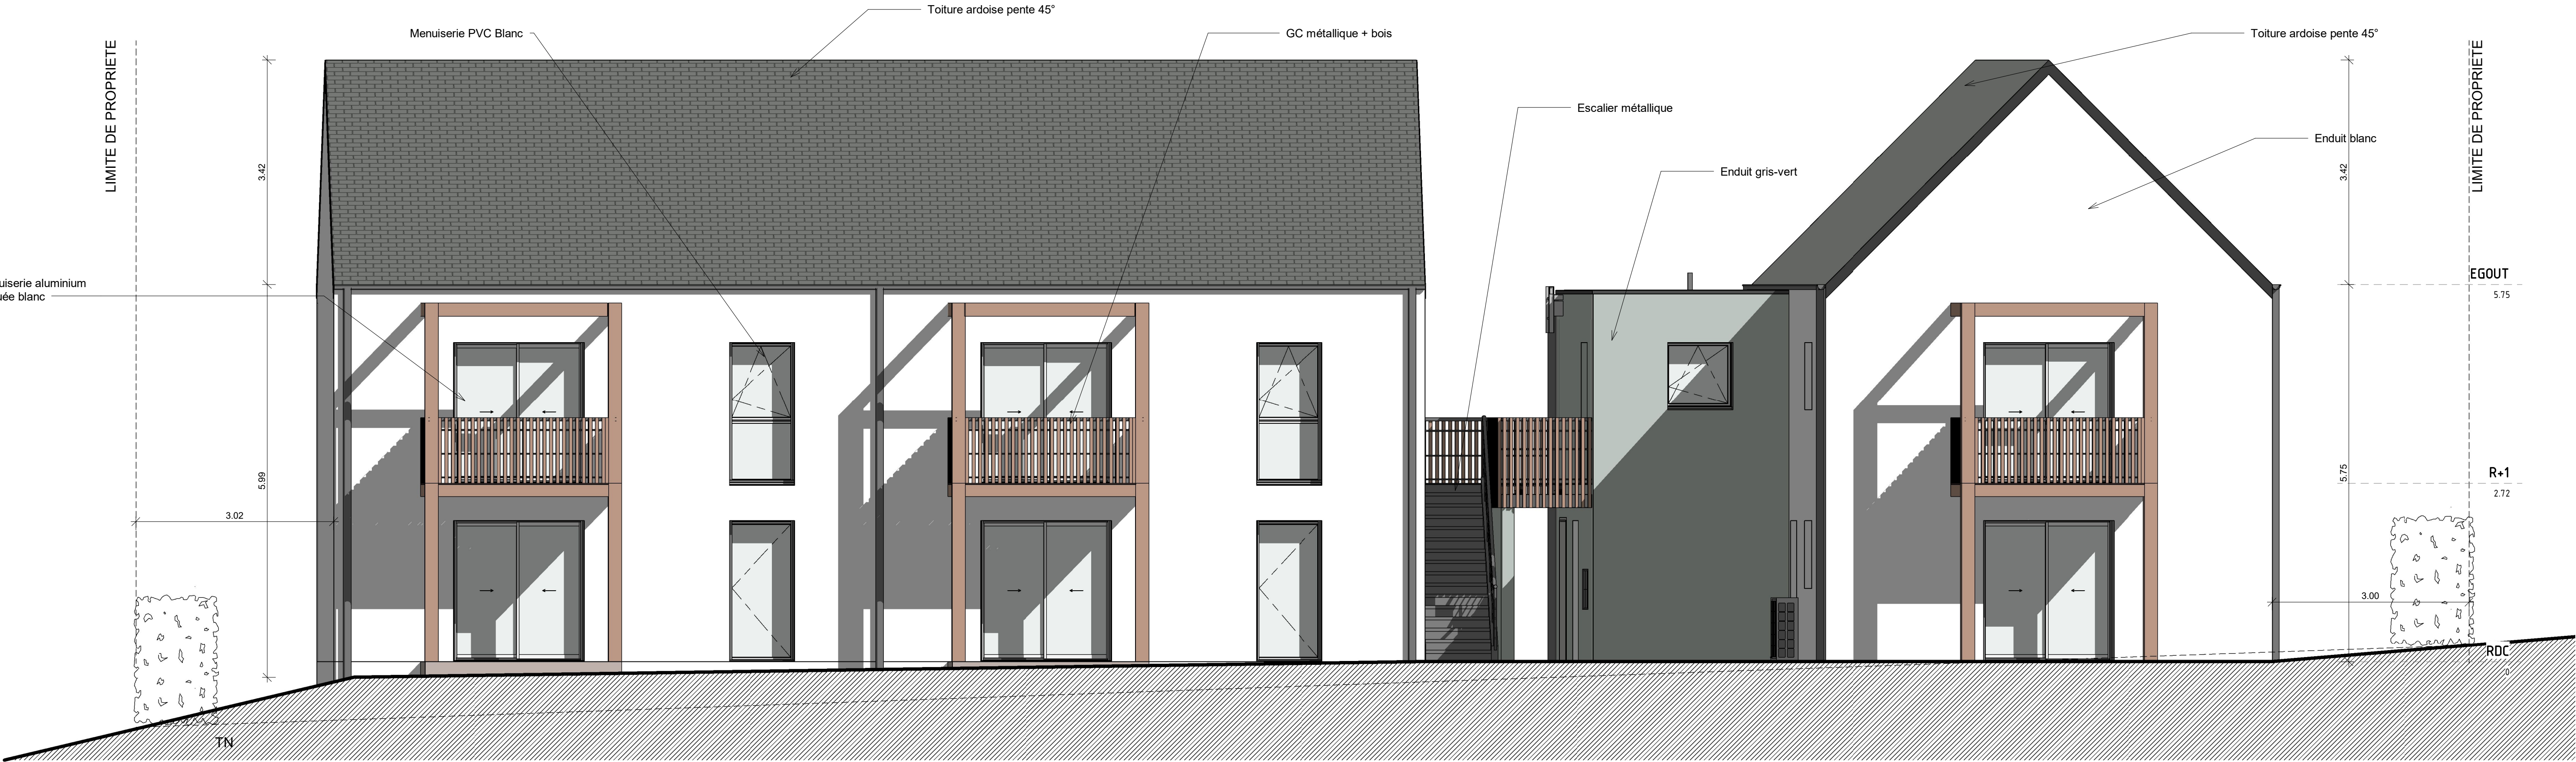 Toiture ardoise pente 45°
Menuiserie PVC Blanc
GC métallique + bois
Toiture ardoise pente 45°
LIMITE DE PROPRIETE
LIMITE DE PROPRIETE
Escalier métallique
Enduit blanc
3.42
3.42
Enduit gris-vert
EGOUT
5.75
uiserie aluminium
uée blanc
5.99
5.75
R+1
2.72
3.02
3.00
RDC
0
TN